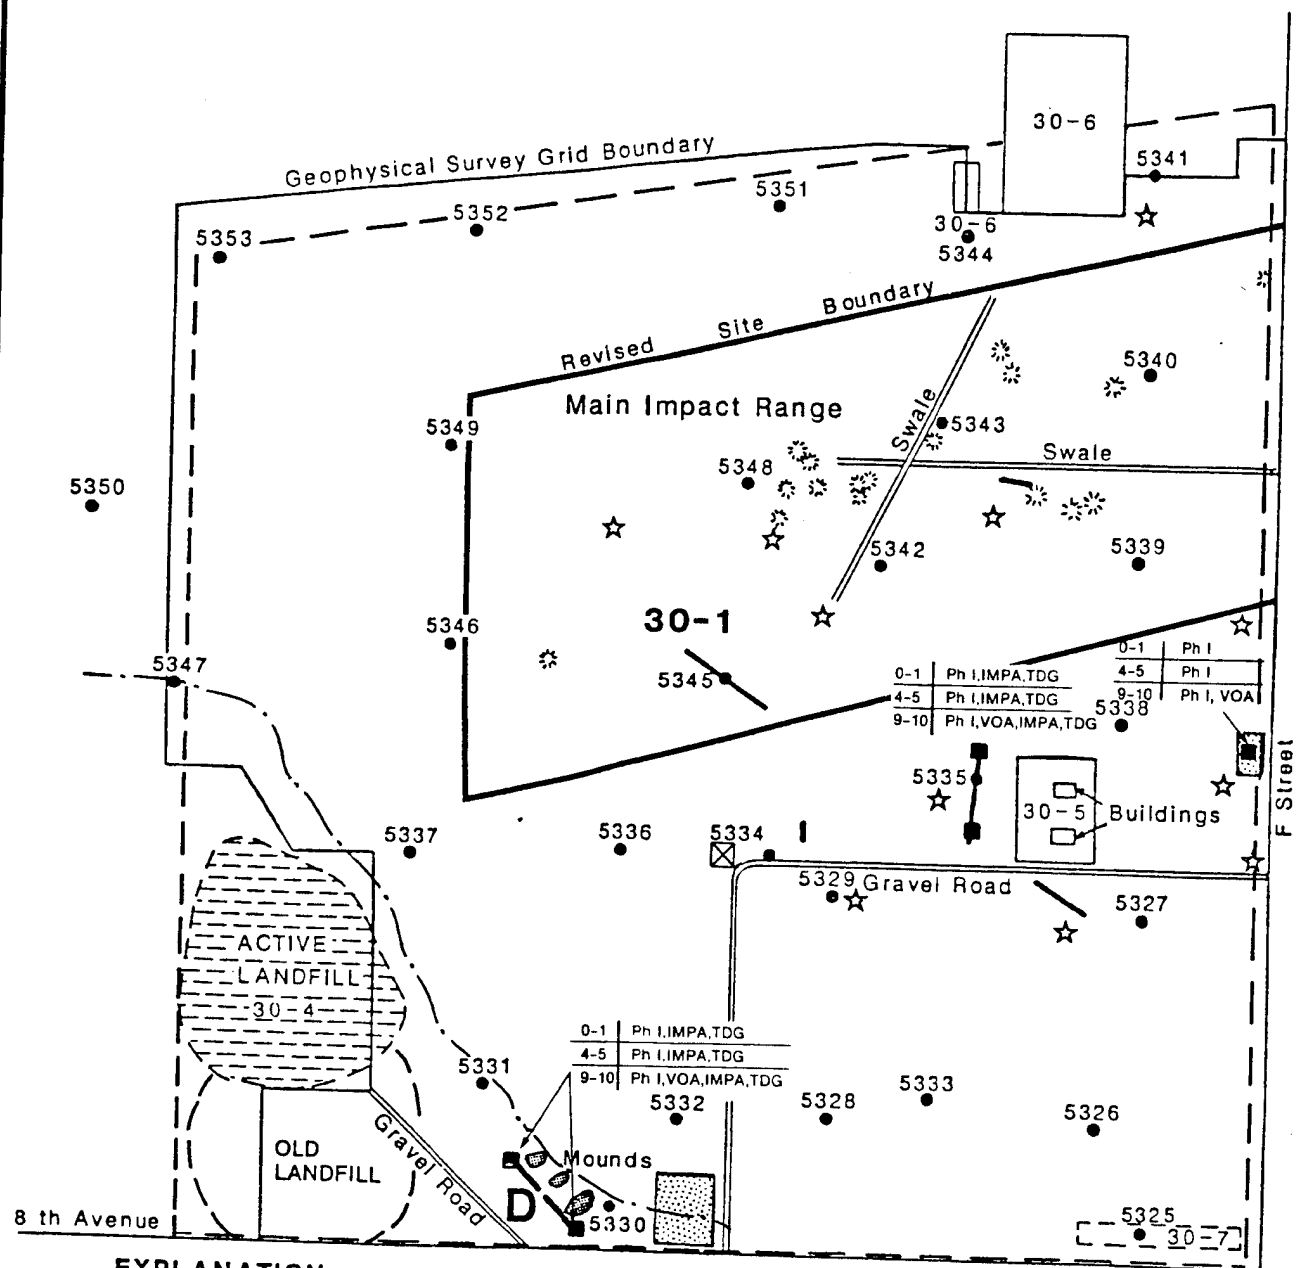 30-6
Geophysical Survey Grid Boundary
5341
5351
5352
5353
30-6
5344
Revised Site Boundary
5340
Main Impact Range
Swale
5343
5349
Swale
5348
5350
5342
5339
30-1
5346
5347
0-1 Ph I
4-5 Ph I
9-10 Ph I, VOA
5345
0-1 Ph I,IMPA,TDG
4-5 Ph I,IMPA,TDG
9-10 Ph I,VOA,IMPA,TDG
5338
5335
30-5
Buildings
F Street
5337
5336
5334
I
5329
Gravel Road
5327
ACTIVE
LANDFILL
30-4
0-1 Ph I,IMPA,TDG
4-5 Ph I,IMPA,TDG
9-10 Ph I,VOA,IMPA,TDG
5331
5332
5328
5333
5326
Gravel Road
OLD
LANDFILL
Mounds
D
5330
5325
30-7
8 th Avenue
EXPLANATION